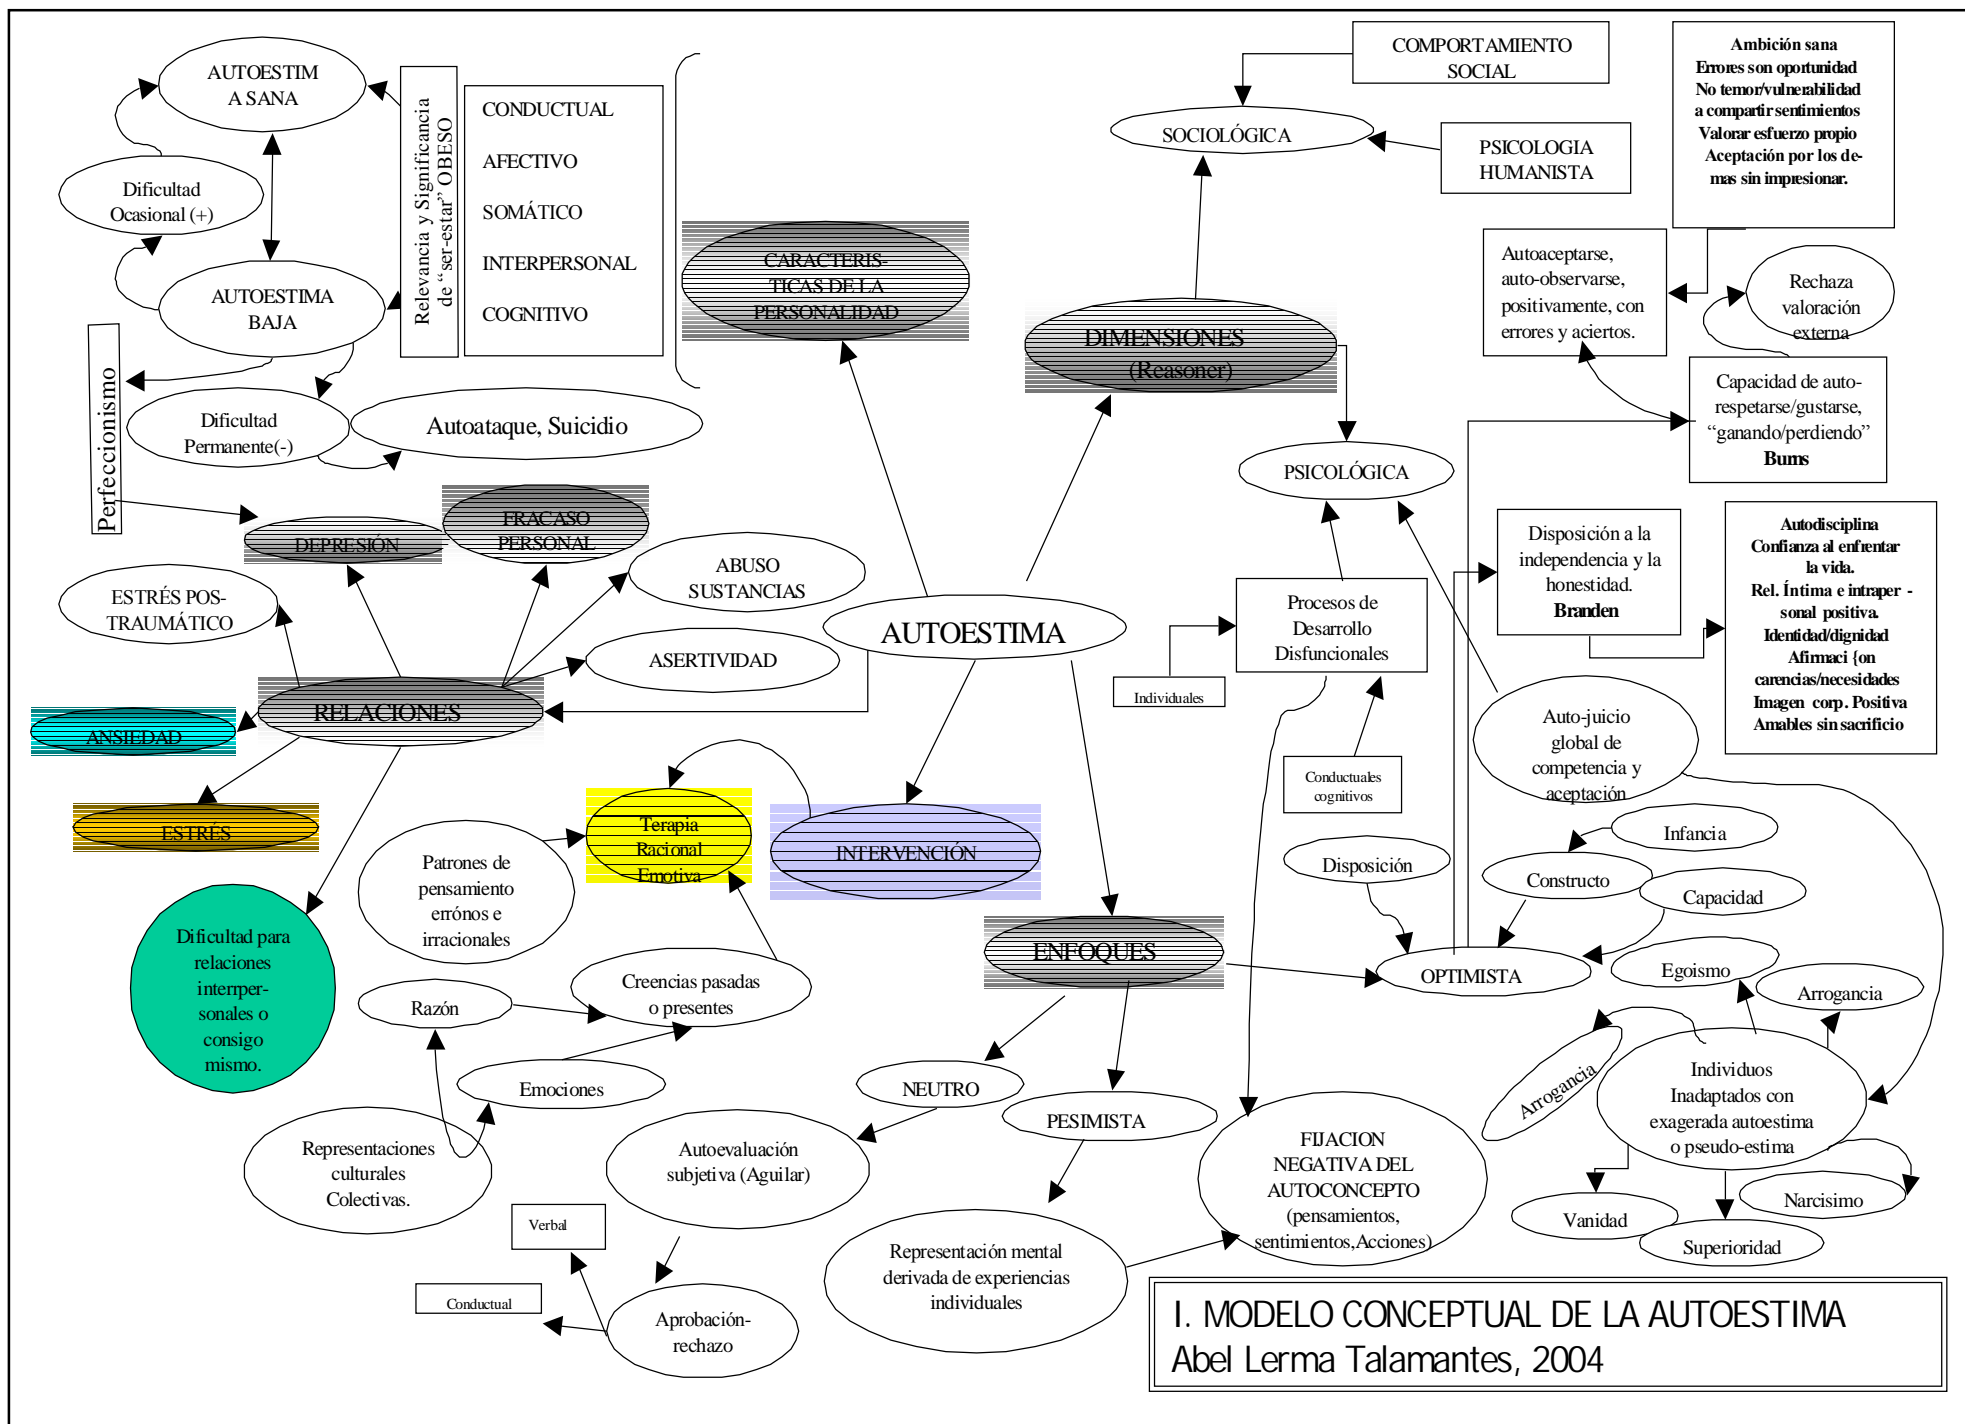 AUTOESTIM
A SANA
Dificultad
Ocasional (+)
AUTOESTIMA
BAJA
Relevancia y Significancia
de “ser-estar” OBESO
CONDUCTUAL
AFECTIVO
SOMÁTICO
INTERPERSONAL
COGNITIVO
Perfeccionismo
Dificultad
Permanente(-)
Autoataque, Suicidio
CARACTERIS-
TICAS DE LA
PERSONALIDAD
COMPORTAMIENTO
SOCIAL
SOCIOLÓGICA
PSICOLOGIA
HUMANISTA
DIMENSIONES
(Reasoner)
PSICOLÓGICA
Ambición sana
Errores son oportunidad
No temor/vulnerabilidad
a compartir sentimientos
Valorar esfuerzo propio
Aceptación por los de-
mas sin impresionar.
Autoaceptarse,
auto-observarse,
positivamente, con
errores y aciertos.
Rechaza
valoración
externa
Capacidad de auto-
respetarse/gustarse,
“ganando/perdiendo”
Burns
Disposición a la
independencia y la
honestidad.
Branden
Autodisciplina
Confianza al enfrentar
la vida.
Rel. Íntima e intraper -
sonal positiva.
Identidad/dignidad
Afirmaci {on
carencias/necesidades
Imagen corp. Positiva
Amables sin sacrificio
DEPRESIÓN
FRACASO
PERSONAL
ABUSO
SUSTANCIAS
ESTRÉS POS-
TRAUMÁTICO
ASERTIVIDAD
AUTOESTIMA
RELACIONES
ANSIEDAD
ESTRÉS
Dificultad para
relaciones
interrper-
sonales o
consigo
mismo.
Procesos de
Desarrollo
Disfuncionales
Individuales
Conductuales
cognitivos
Auto-juicio
global de
competencia y
aceptación
Terapia
Racional
Emotiva
INTERVENCIÓN
Patrones de
pensamiento
errónos e
irracionales
Creencias pasadas
o presentes
Razón
Emociones
Representaciones
culturales
Colectivas.
ENFOQUES
Disposición
Infancia
Constructo
Capacidad
OPTIMISTA
Egoismo
Arrogancia
Arrogancia
Individuos
Inadaptados con
exagerada autoestima
o pseudo-estima
Vanidad
Superioridad
Narcisimo
NEUTRO
PESIMISTA
Autoevaluación
subjetiva (Aguilar)
Verbal
Conductual
Aprobación-
rechazo
Representación mental
derivada de experiencias
individuales
FIJACION
NEGATIVA DEL
AUTOCONCEPTO
(pensamientos,
sentimientos,Acciones)
I. MODELO CONCEPTUAL DE LA AUTOESTIMA
Abel Lerma Talamantes, 2004